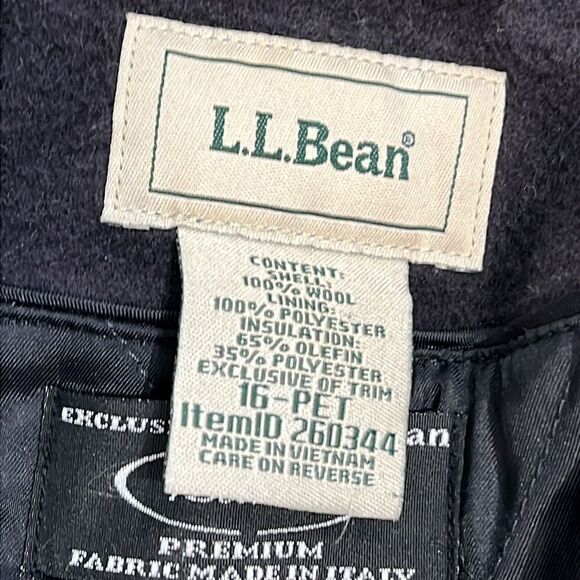 L.L.Bean®
CONTENT:
SHELL:
100% WOOL
LINING:
100% POLYESTER
INSULATION:
65% OLEFIN
35% POLYESTER
EXCLUSIVE OF TRIM
16-PET
ItemID 260344
MADE IN VIETNAM
CARE ON REVERSE
PREMIUM
FABRIC MADE IN ITALY